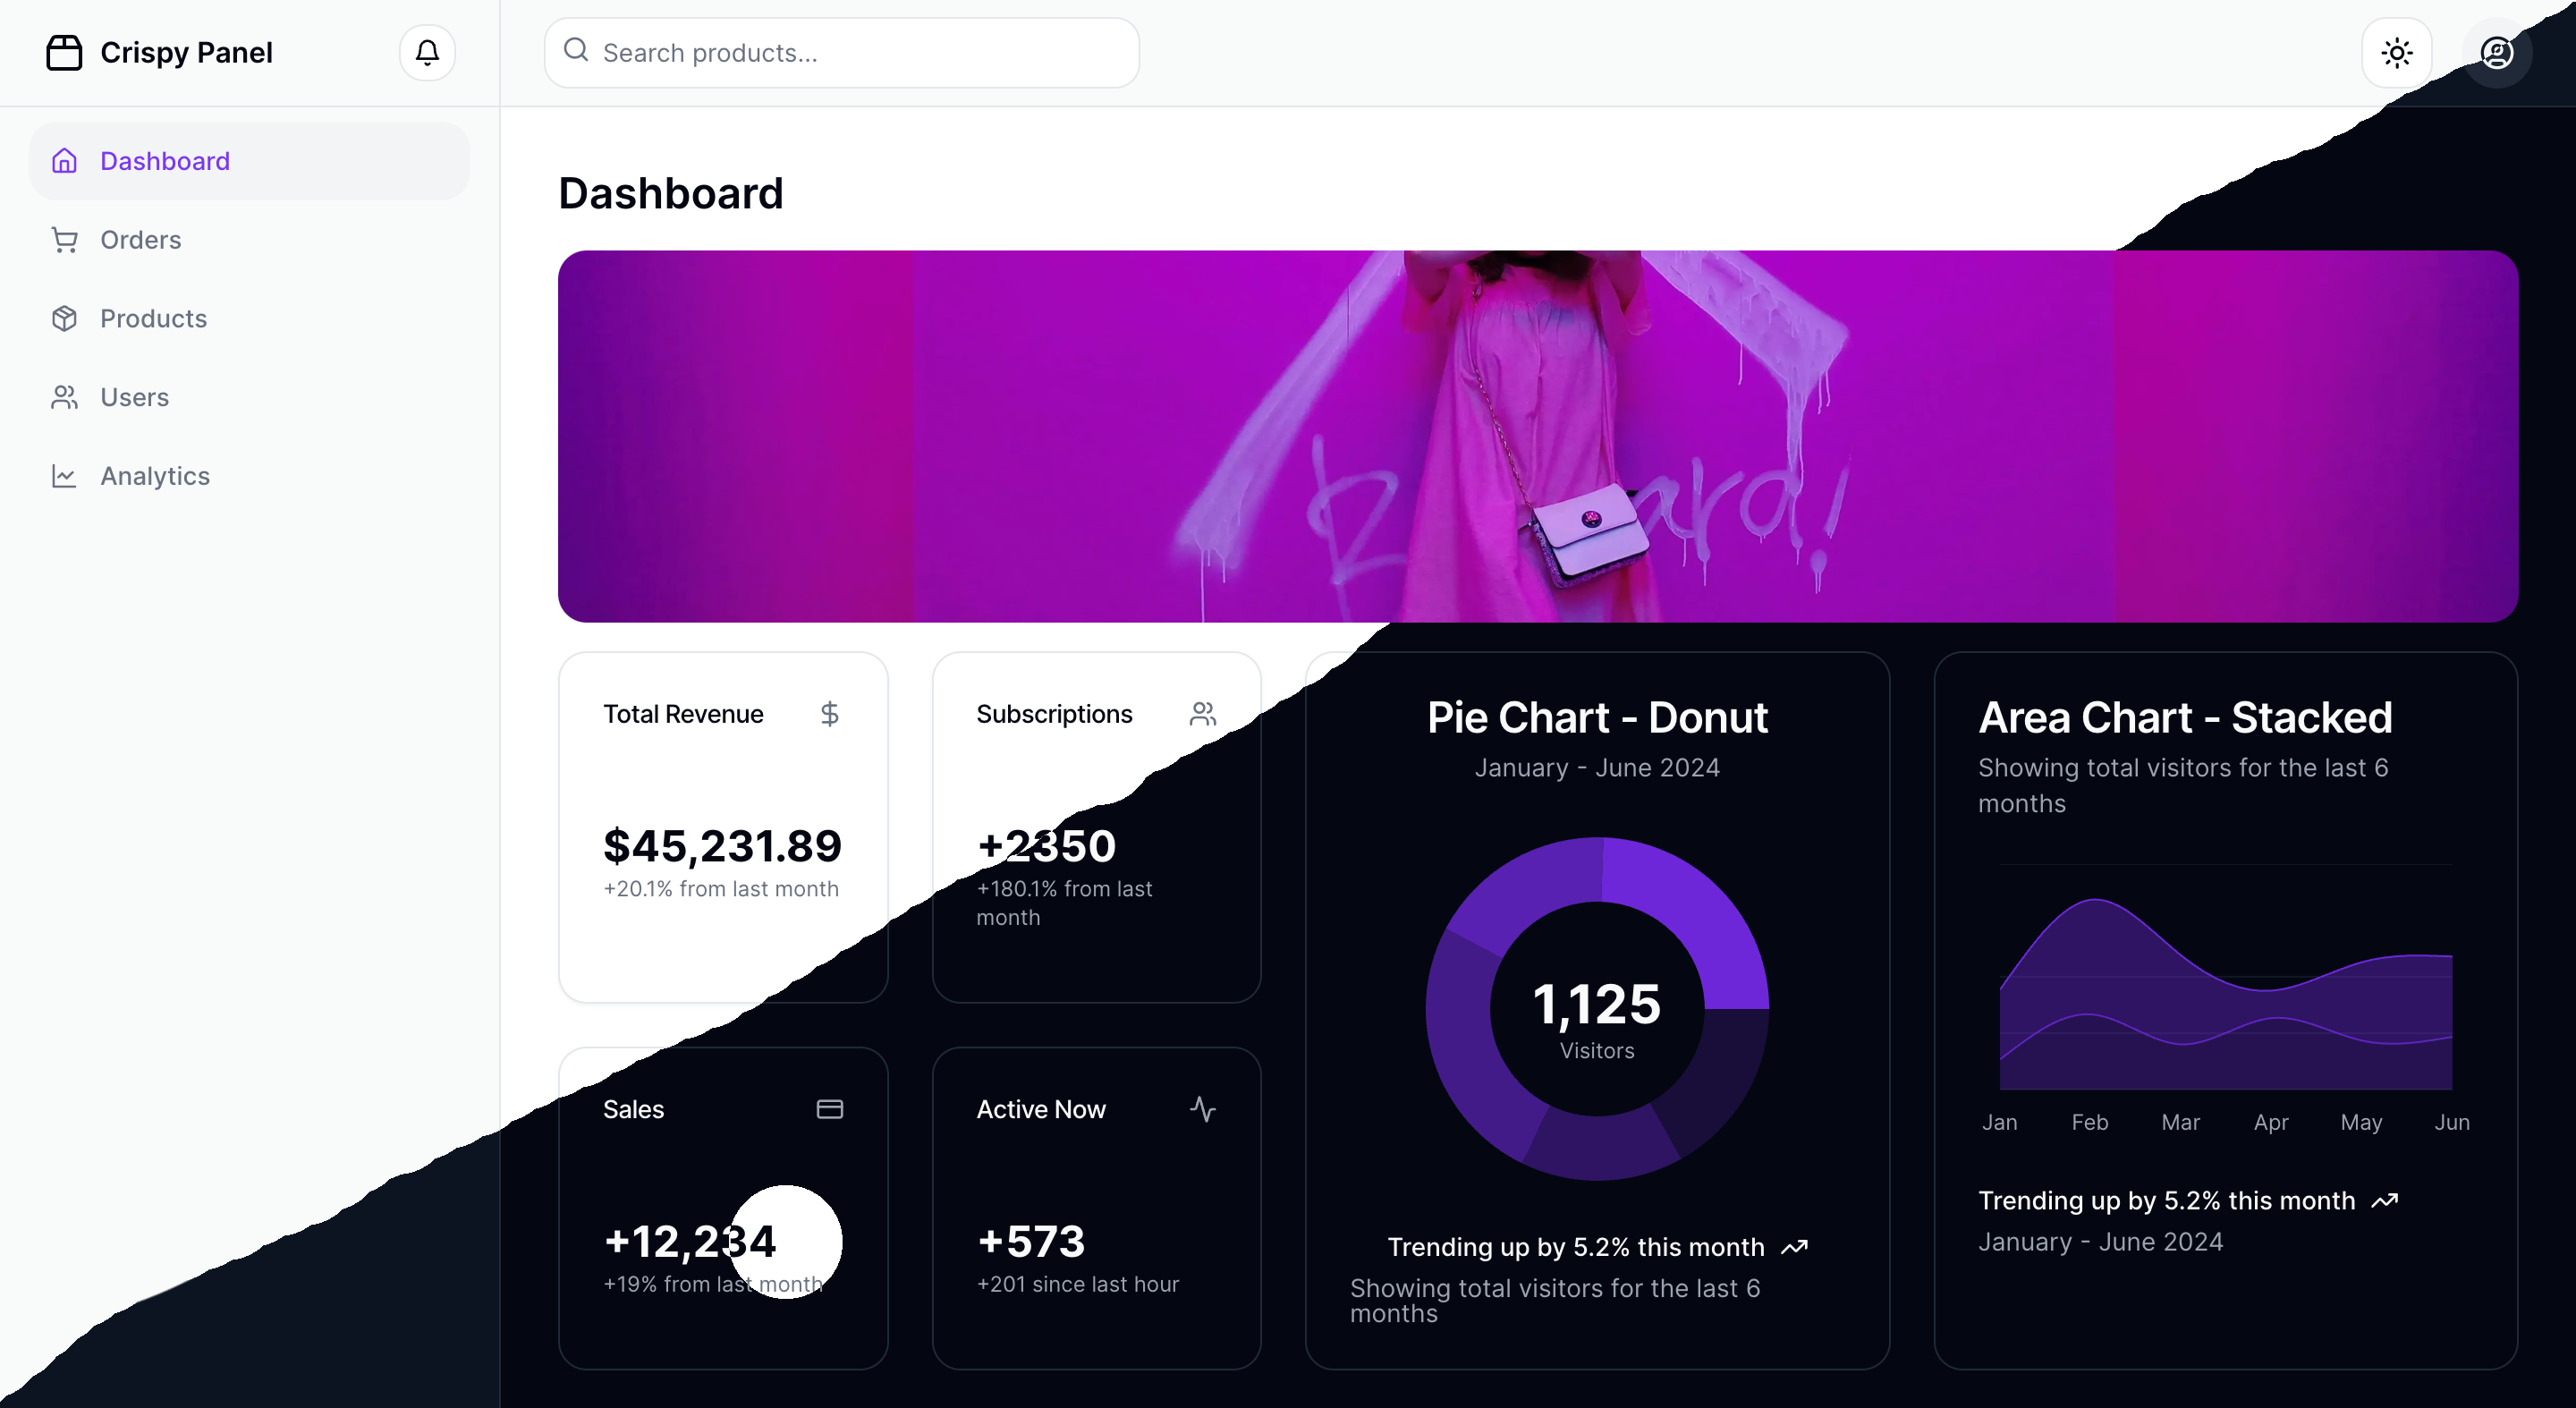 Crispy Panel
Search products...
Dashboard
Orders
Products
Users
Analytics
Dashboard
Total Revenue
$45,231.89
+20.1% from last month
Subscriptions
+2350
+180.1% from last
month
Sales
+12,234
+19% from last month
Active Now
+573
+201 since last hour
Pie Chart - Donut
January - June 2024
1,125
Visitors
Trending up by 5.2% this month
Showing total visitors for the last 6
months
Area Chart - Stacked
Showing total visitors for the last 6
months
Jan Feb Mar Apr May Jun
Trending up by 5.2% this month
January - June 2024